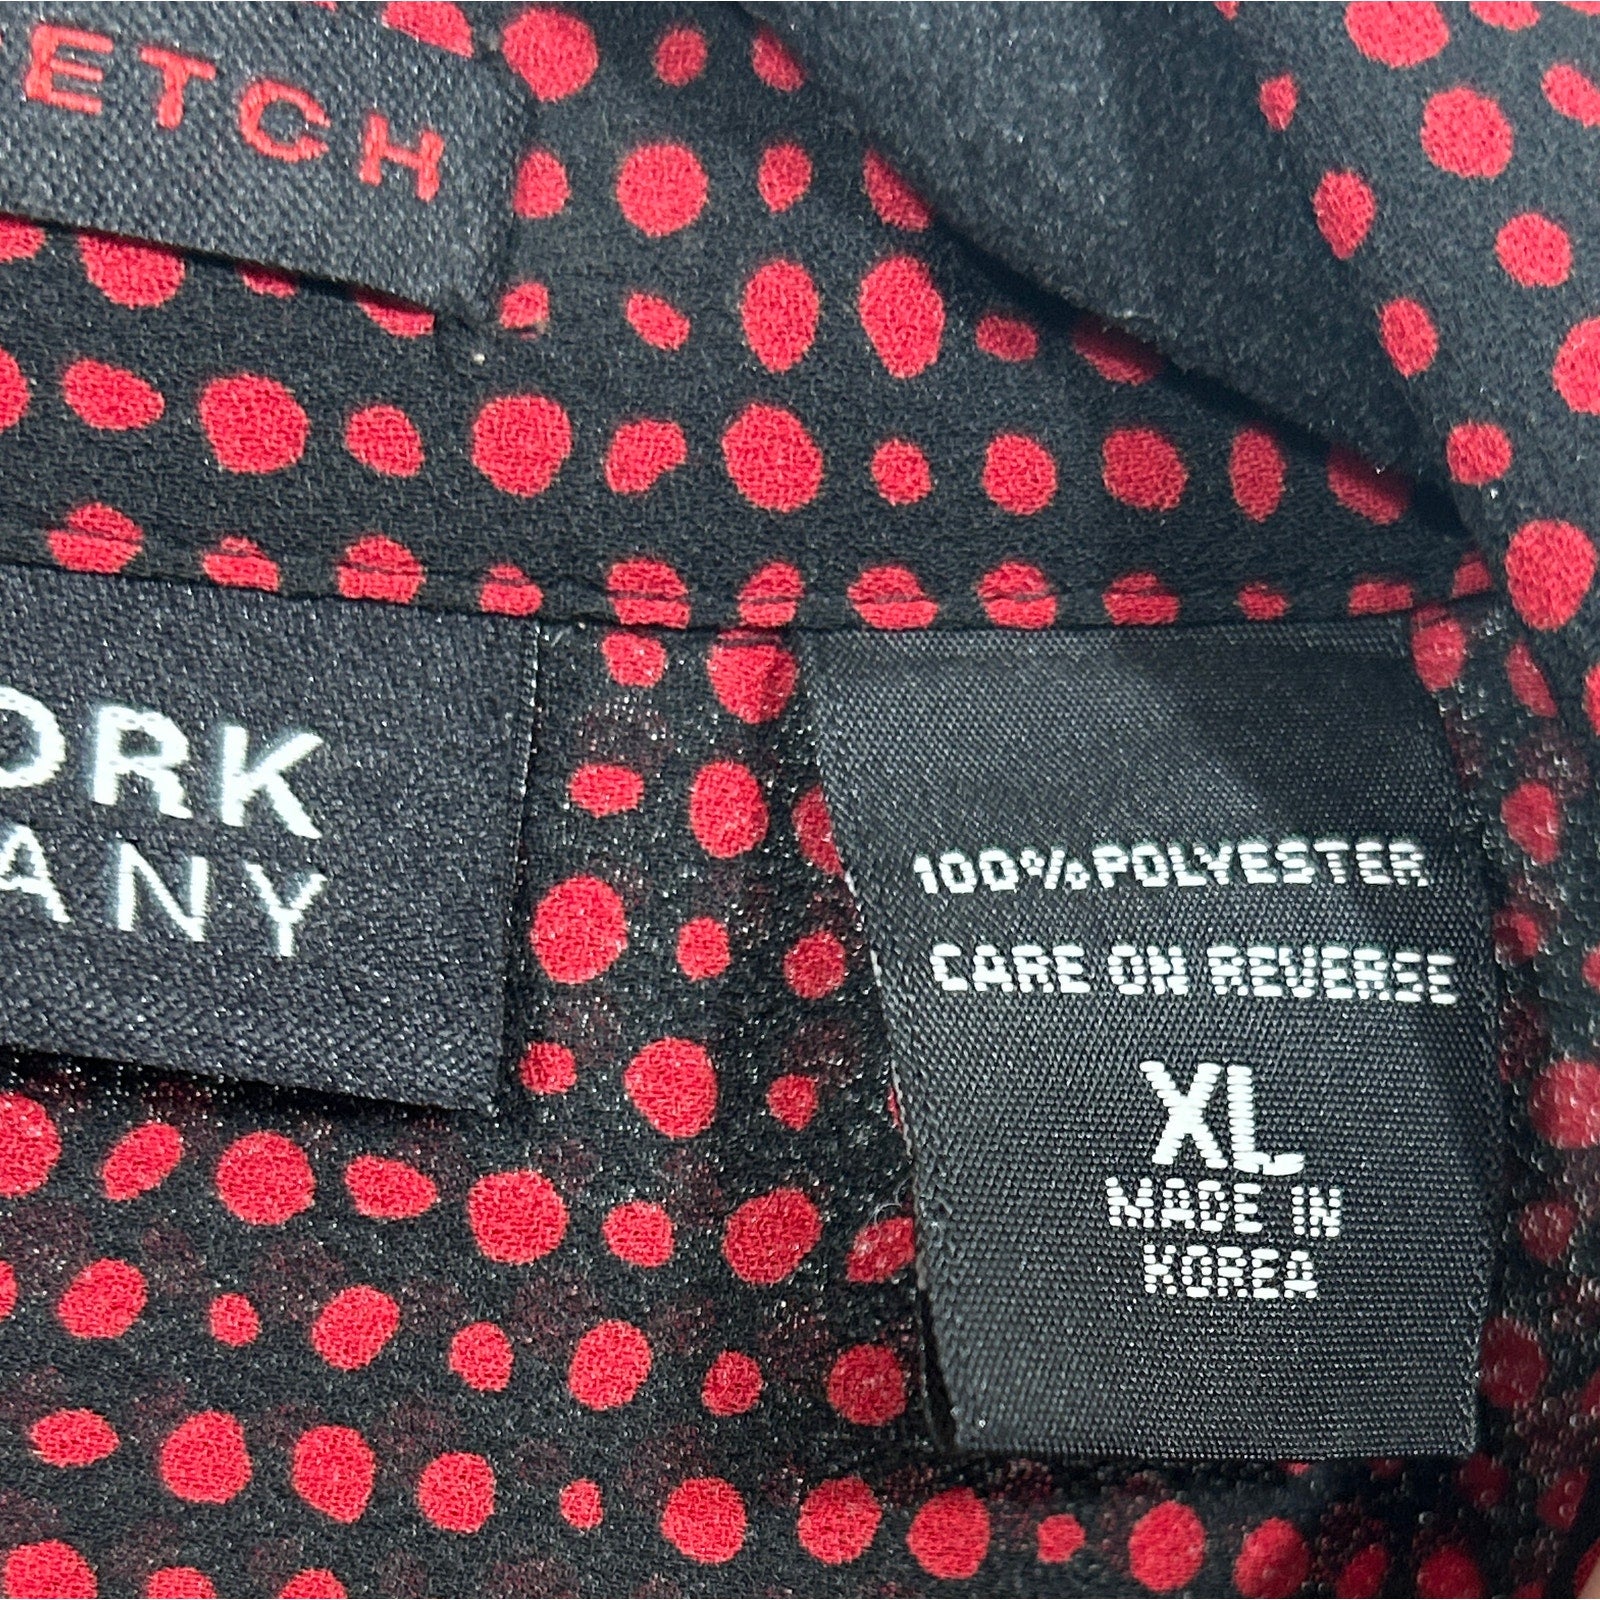 ETCH
ORK
ANY
100% POLYESTER
CARE ON REVERSE
XL
MADE IN
KOREA